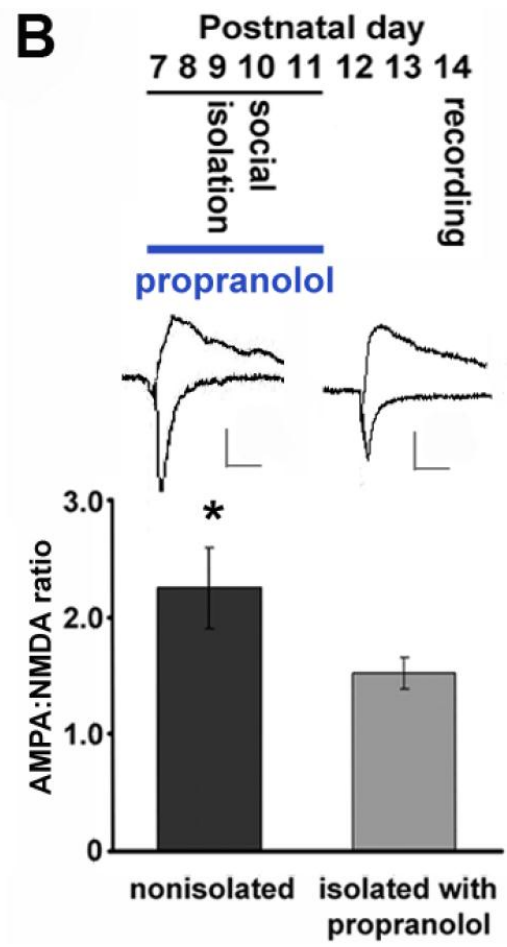 B
Postnatal day
7 8 9 10 11 12 13 14
social
isolation
recording
propranolol
3.0
*
2.0
1.0
0
AMPA:NMDA ratio
nonisolated
isolated with
propranolol